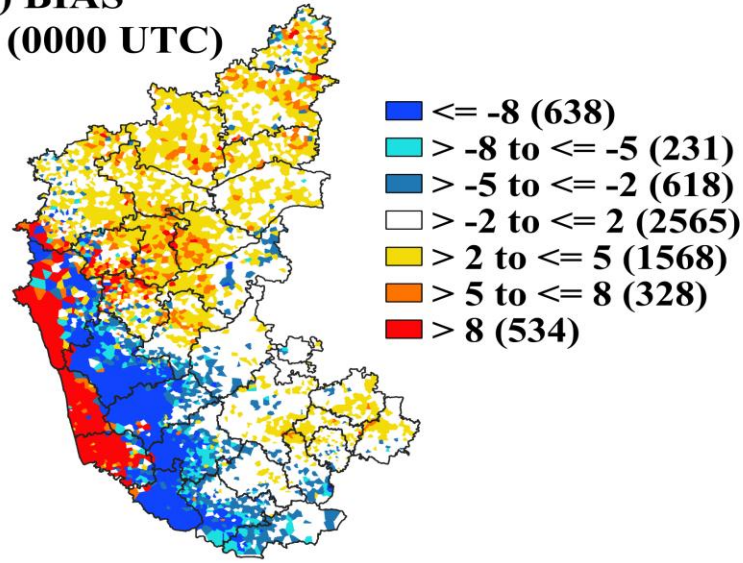 ) BIAS
(0000 UTC)
<= -8 (638)
> -8 to <= -5 (231)
> -5 to <= -2 (618)
> -2 to <= 2 (2565)
> 2 to <= 5 (1568)
> 5 to <= 8 (328)
> 8 (534)